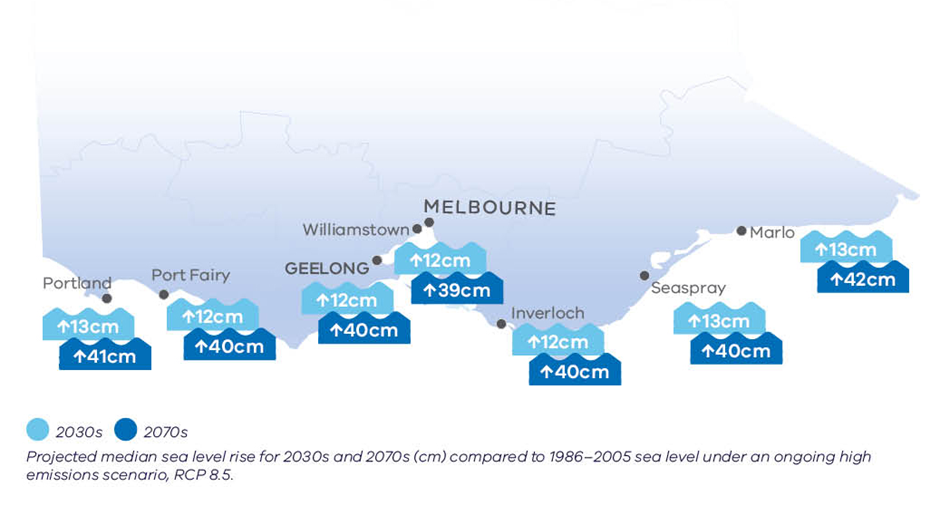 MELBOURNE
Williamstown
Marlo
↑13cm
↑12cm
GEELONG
↑42cm
Port Fairy
Portland
↑39cm
Seaspray
↑12cm
↑12cm
Inverloch
↑13cm
↑13cm
↑40cm
↑12cm
↑40cm
↑40cm
↑41cm
↑40cm
2030s 2070s
Projected median sea level rise for 2030s and 2070s (cm) compared to 1986–2005 sea level under an ongoing high
emissions scenario, RCP 8.5.